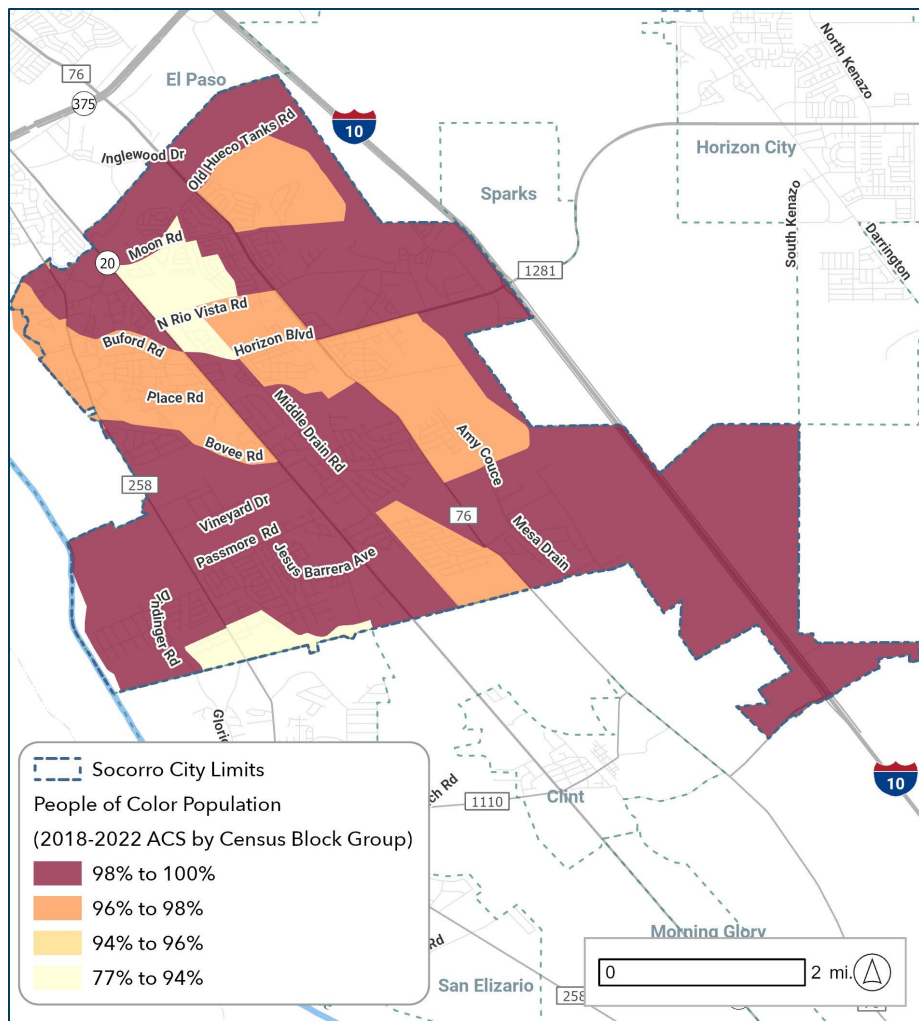 76
El Paso
375
10
North Kenazo
Inglewood Dr
Old Hueco Tanks Rd
Horizon City
Sparks
Moon Rd
20
South Kenazo
Darrington
1281
N Rio Vista Rd
Buford Rd
Horizon Blvd
Place Rd
Middle Drain Rd
Bovee Rd
Amy Couce
258
Vineyard Dr
76
Passmore Rd
Jesus Barrera Ave
Mesa Drain
Dindinger Rd
10
Clint
1110
Rd
Socorro City Limits
People of Color Population
(2018-2022 ACS by Census Block Group)
98% to 100%
96% to 98%
94% to 96%
77% to 94%
Morning Glory
Rd
0
2 mi.
San Elizario
258